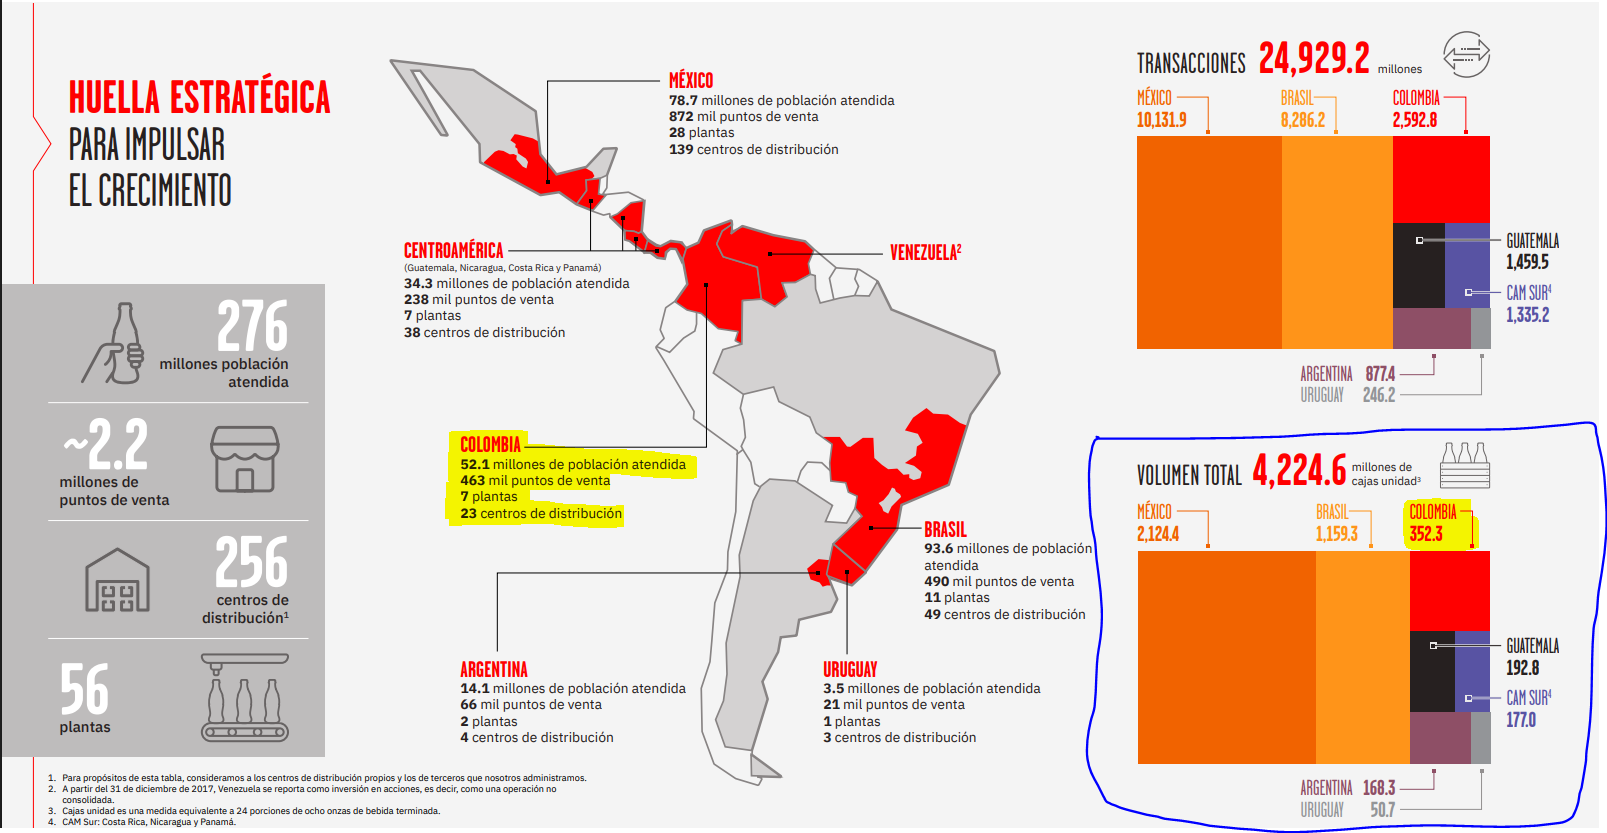 HUELLA ESTRATÉGICA
PARA IMPULSAR
EL CRECIMIENTO
276
millones población
atendida
~2.2
millones de
puntos de venta
256
centros de
distribución¹
56
plantas
MÉXICO
78.7 millones de población atendida
872 mil puntos de venta
28 plantas
139 centros de distribución
CENTROAMÉRICA
(Guatemala, Nicaragua, Costa Rica y Panamá)
34.3 millones de población atendida
238 mil puntos de venta
7 plantas
38 centros de distribución
VENEZUELA²
COLOMBIA
52.1 millones de población atendida
463 mil puntos de venta
7 plantas
23 centros de distribución
BRASIL
93.6 millones de población
atendida
490 mil puntos de venta
11 plantas
49 centros de distribución
ARGENTINA
14.1 millones de población atendida
66 mil puntos de venta
2 plantas
4 centros de distribución
URUGUAY
3.5 millones de población atendida
21 mil puntos de venta
1 plantas
3 centros de distribución
TRANSACCIONES 24,929.2 millones
MÉXICO
10,131.9
BRASIL
8,286.2
COLOMBIA
2,592.8
GUATEMALA
1,459.5
CAM SUR⁴
1,335.2
ARGENTINA 877.4
URUGUAY 246.2
VOLUMEN TOTAL 4,224.6 millones de
cajas unidad³
MÉXICO
2,124.4
BRASIL
1,159.3
COLOMBIA
352.3
GUATEMALA
192.8
CAM SUR⁴
177.0
ARGENTINA 168.3
URUGUAY 50.7
1. Para propósitos de esta tabla, consideramos a los centros de distribución propios y los de terceros que nosotros administramos.
2. A partir del 31 de diciembre de 2017, Venezuela se reporta como inversión en acciones, es decir, como una operación no
consolidada.
3. Cajas unidad es una medida equivalente a 24 porciones de ocho onzas de bebida terminada.
4. CAM Sur: Costa Rica, Nicaragua y Panamá.